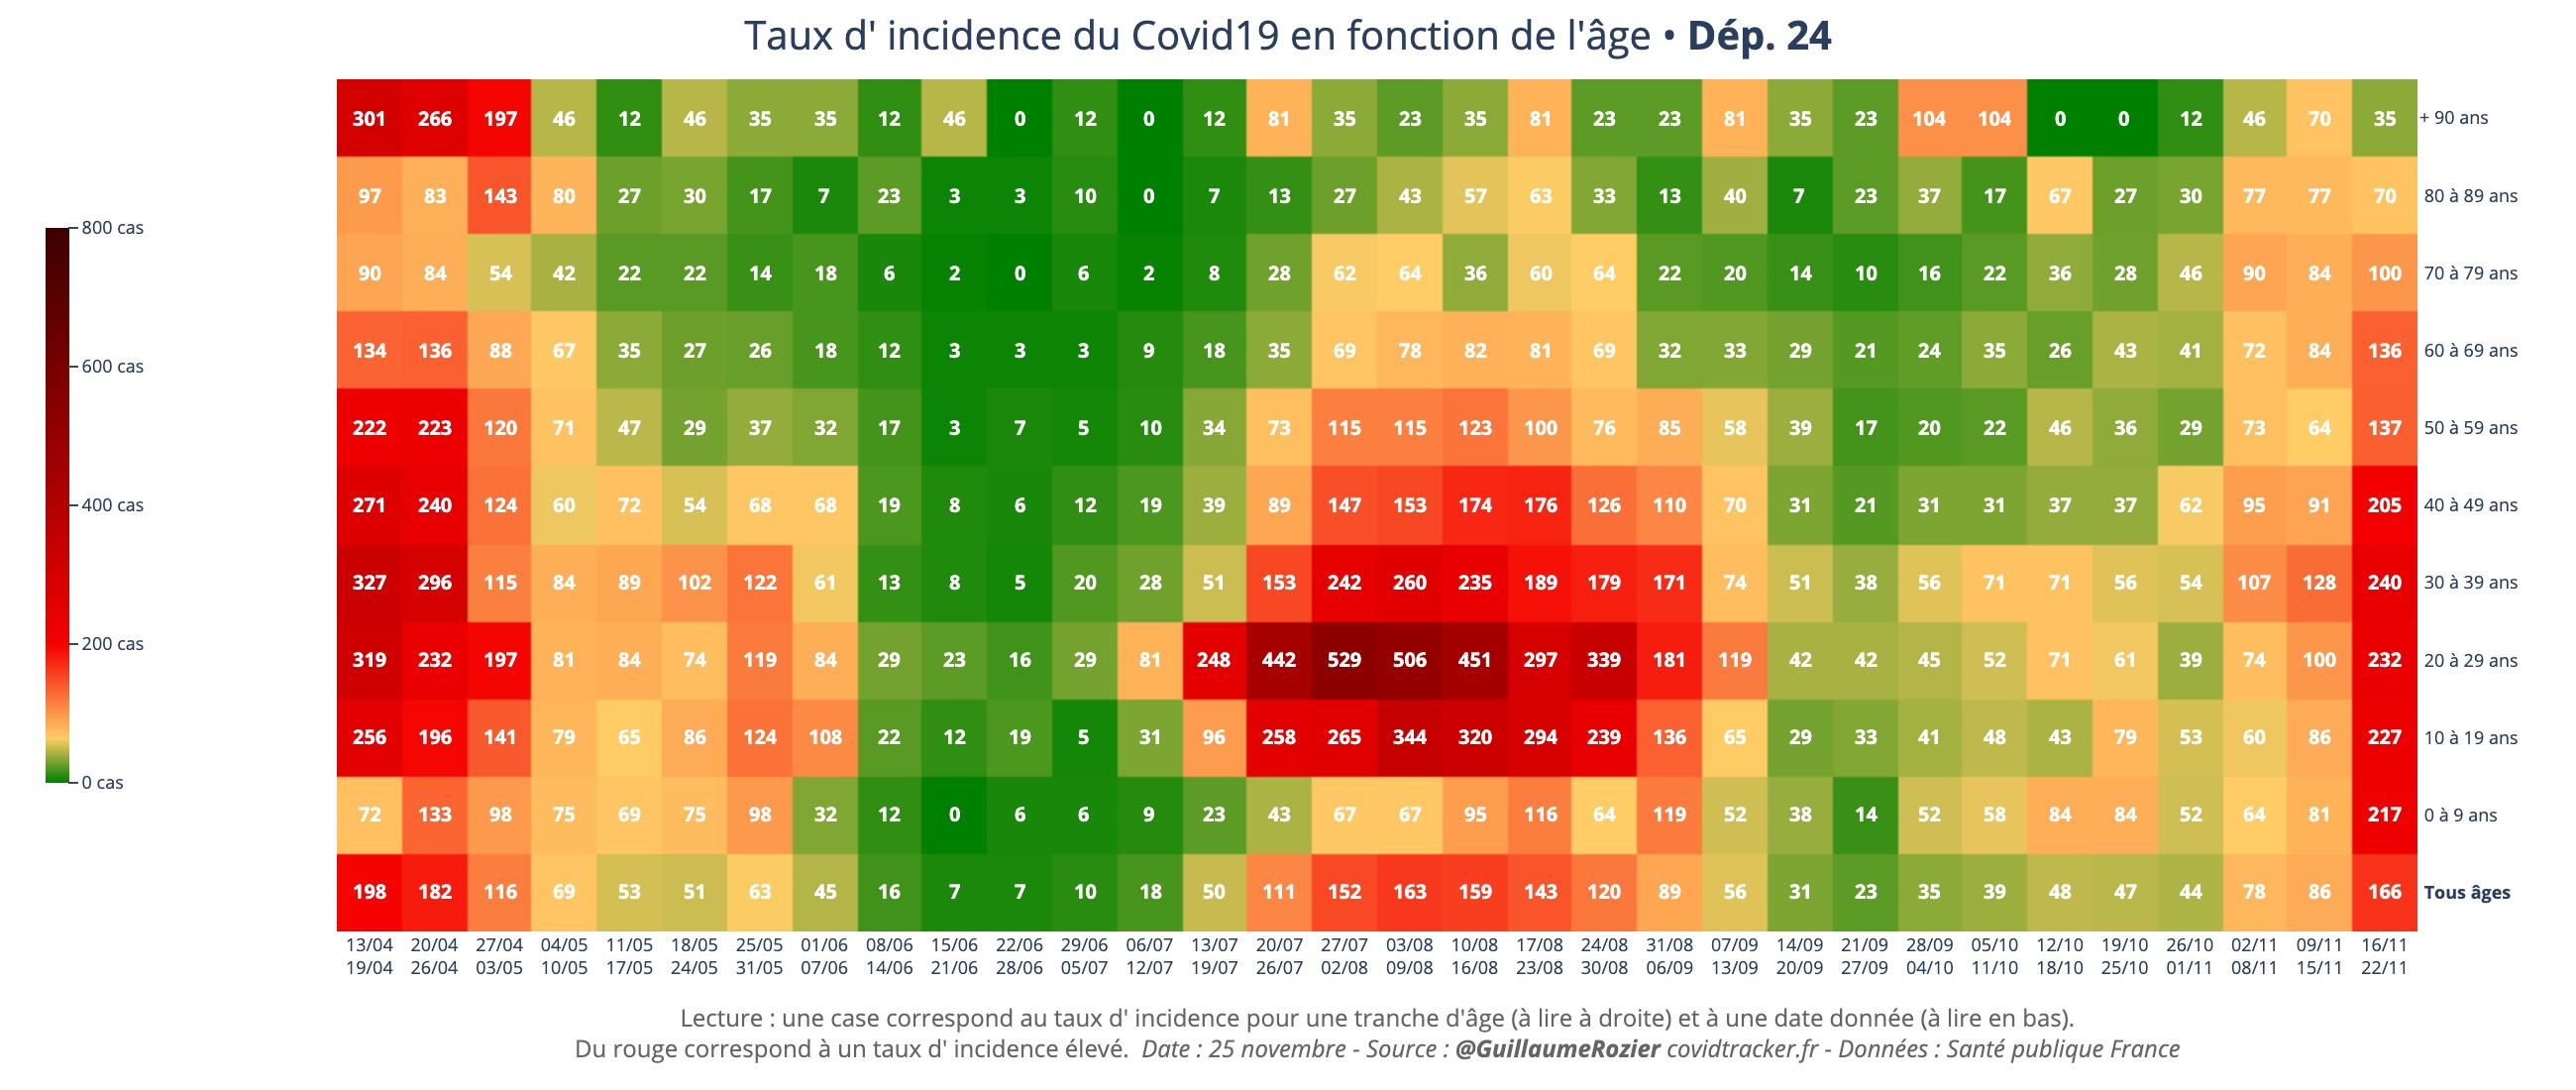 Taux d' incidence du Covid19 en fonction de l'âge • Dép. 24
800 cas
600 cas
400 cas
200 cas
0 cas
301 266 197 46 12 46 35 35 12 46 0 12 0 12 81 35 23 35 81 23 23 81 35 23 104 104 0 0 12 46 70 35 + 90 ans
97 83 143 80 27 30 17 7 23 3 3 10 0 7 13 27 43 57 63 33 13 40 7 23 37 17 67 27 30 77 77 70 80 à 89 ans
90 84 54 42 22 22 14 18 6 2 0 6 2 8 28 62 64 36 60 64 22 20 14 10 16 22 36 28 46 90 84 100 70 à 79 ans
134 136 88 67 35 27 26 18 12 3 3 3 9 18 35 69 78 82 81 69 32 33 29 21 24 35 26 43 41 72 84 136 60 à 69 ans
222 223 120 71 47 29 37 32 17 3 7 5 10 34 73 115 115 123 100 76 85 58 39 17 20 22 46 36 29 73 64 137 50 à 59 ans
271 240 124 60 72 54 68 68 19 8 6 12 19 39 89 147 153 174 176 126 110 70 31 21 31 31 37 37 62 95 91 205 40 à 49 ans
327 296 115 84 89 102 122 61 13 8 5 20 28 51 153 242 260 235 189 179 171 74 51 38 56 71 71 56 54 107 128 240 30 à 39 ans
319 232 197 81 84 74 119 84 29 23 16 29 81 248 442 529 506 451 297 339 181 119 42 42 45 52 71 61 39 74 100 232 20 à 29 ans
256 196 141 79 65 86 124 108 22 12 19 5 31 96 258 265 344 320 294 239 136 65 29 33 41 48 43 79 53 60 86 227 10 à 19 ans
72 133 98 75 69 75 98 32 12 0 6 6 9 23 43 67 67 95 116 64 119 52 38 14 52 58 84 84 52 64 81 217 0 à 9 ans
198 182 116 69 53 51 63 45 16 7 7 10 18 50 111 152 163 159 143 120 89 56 31 23 35 39 48 47 44 78 86 166 Tous âges
13/04 20/04 27/04 04/05 11/05 18/05 25/05 01/06 08/06 15/06 22/06 29/06 06/07 13/07 20/07 27/07 03/08 10/08 17/08 24/08 31/08 07/09 14/09 21/09 28/09 05/10 12/10 19/10 26/10 02/11 09/11 16/11
19/04 26/04 03/05 10/05 17/05 24/05 31/05 07/06 14/06 21/06 28/06 05/07 12/07 19/07 26/07 02/08 09/08 16/08 23/08 30/08 06/09 13/09 20/09 27/09 04/10 11/10 18/10 25/10 01/11 08/11 15/11 22/11
Lecture : une case correspond au taux d' incidence pour une tranche d'âge (à lire à droite) et à une date donnée (à lire en bas).
Du rouge correspond à un taux d' incidence élevé. Date : 25 novembre - Source : @GuillaumeRozier covidtracker.fr - Données : Santé publique France